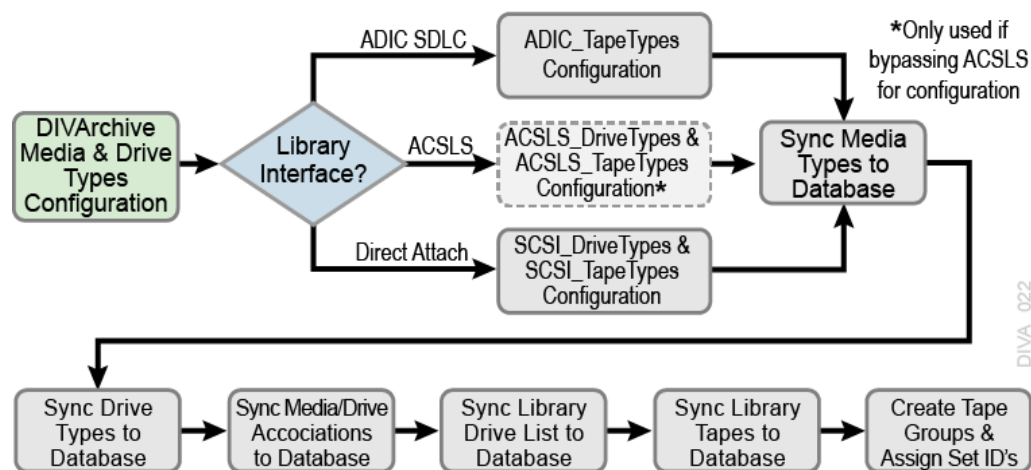 DIVArchive
Media & Drive
Types
Configuration
Library
Interface?
ADIC SDLC
ADIC_TapeTypes
Configuration
ACSLS
ACSLS_DriveTypes &
ACSLS_TapeTypes
Configuration*
Direct Attach
SCSI_DriveTypes &
SCSI_TapeTypes
Configuration
*Only used if
bypassing ACSLS
for configuration
Sync Media
Types to
Database
DIVA_022
Sync Drive
Types to
Database
Sync Media/Drive
Accociations
to Database
Sync Library
Drive List to
Database
Sync Library
Tapes to
Database
Create Tape
Groups &
Assign Set ID's